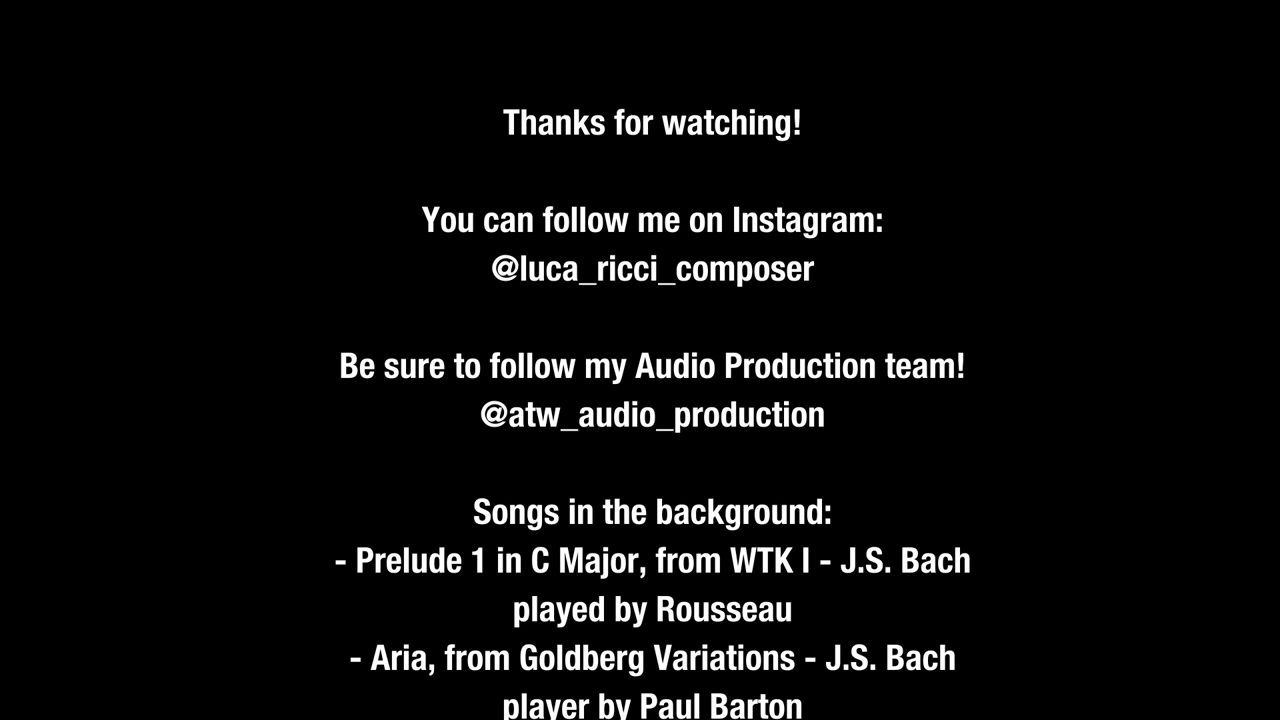 Thanks for watching!
You can follow me on Instagram:
@luca_ricci_composer
Be sure to follow my Audio Production team!
@atw_audio_production
Songs in the background:
- Prelude 1 in C Major, from WTK I - J.S. Bach
played by Rousseau
- Aria, from Goldberg Variations - J.S. Bach
player by Paul Barton